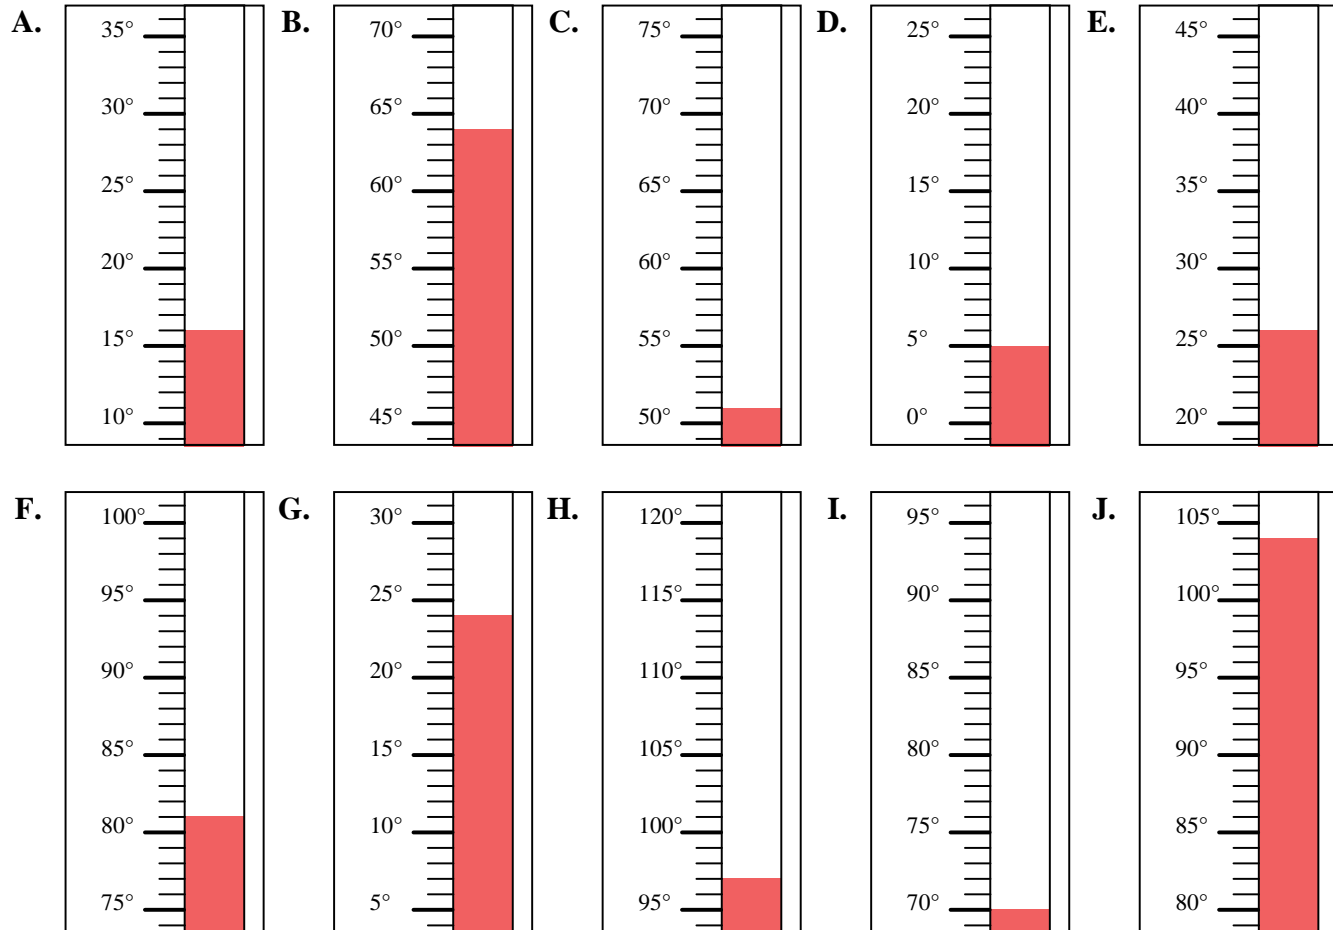 A. 35° 30° 25° 20° 15° 10°
B. 70° 65° 60° 55° 50° 45°
C. 75° 70° 65° 60° 55° 50°
D. 25° 20° 15° 10° 5° 0°
E. 45° 40° 35° 30° 25° 20°
F. 100° 95° 90° 85° 80° 75°
G. 30° 25° 20° 15° 10° 5°
H. 120° 115° 110° 105° 100° 95°
I. 95° 90° 85° 80° 75° 70°
J. 105° 100° 95° 90° 85° 80°